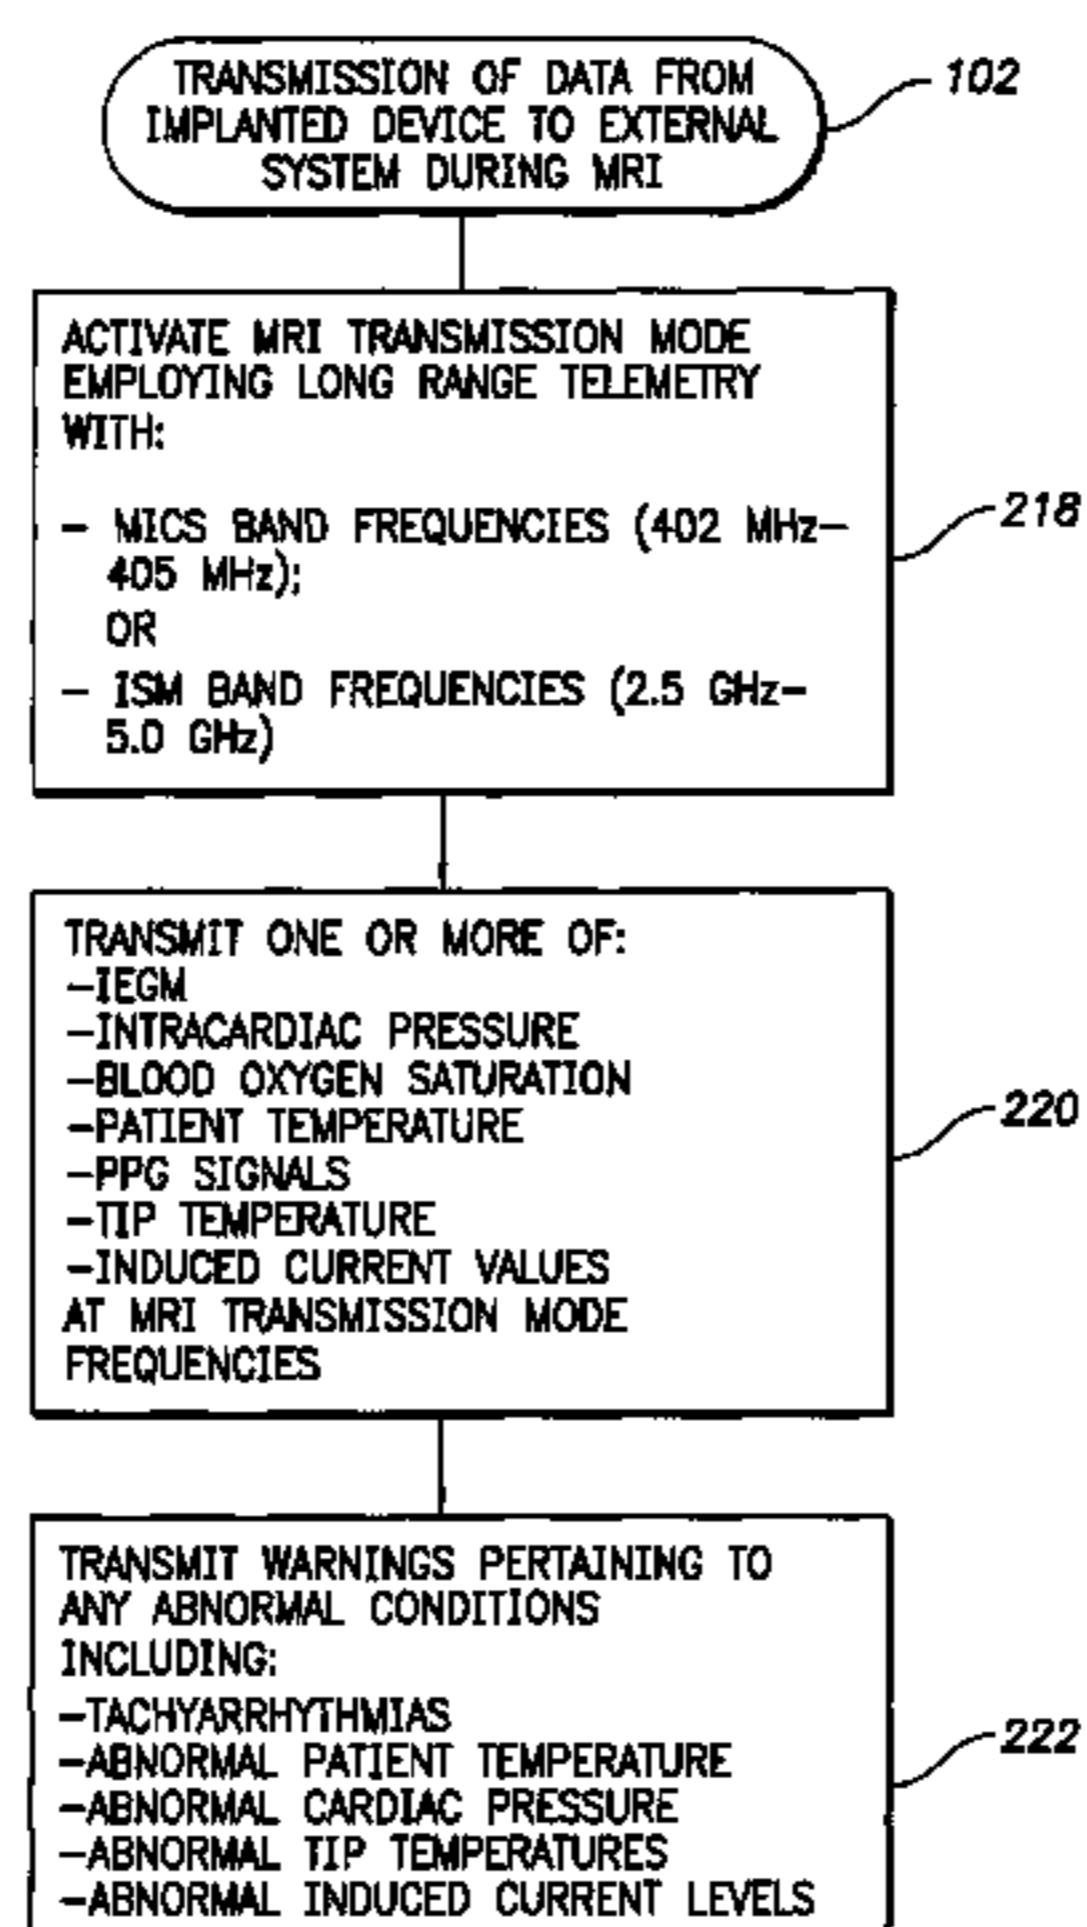 TRANSMISSION OF DATA FROM
IMPLANTED DEVICE TO EXTERNAL
SYSTEM DURING MRI
102
ACTIVATE MRI TRANSMISSION MODE
EMPLOYING LONG RANGE TELEMETRY
WITH:
- MICS BAND FREQUENCIES (402 MHz-
405 MHz);
OR
- ISM BAND FREQUENCIES (2.5 GHz-
5.0 GHz)
218
TRANSMIT ONE OR MORE OF:
-IEGM
-INTRACARDIAC PRESSURE
-BLOOD OXYGEN SATURATION
-PATIENT TEMPERATURE
-PPG SIGNALS
-TIP TEMPERATURE
-INDUCED CURRENT VALUES
AT MRI TRANSMISSION MODE
FREQUENCIES
220
TRANSMIT WARNINGS PERTAINING TO
ANY ABNORMAL CONDITIONS
INCLUDING:
-TACHYARRHYTHMIAS
-ABNORMAL PATIENT TEMPERATURE
-ABNORMAL CARDIAC PRESSURE
-ABNORMAL TIP TEMPERATURES
-ABNORMAL INDUCED CURRENT LEVELS
222